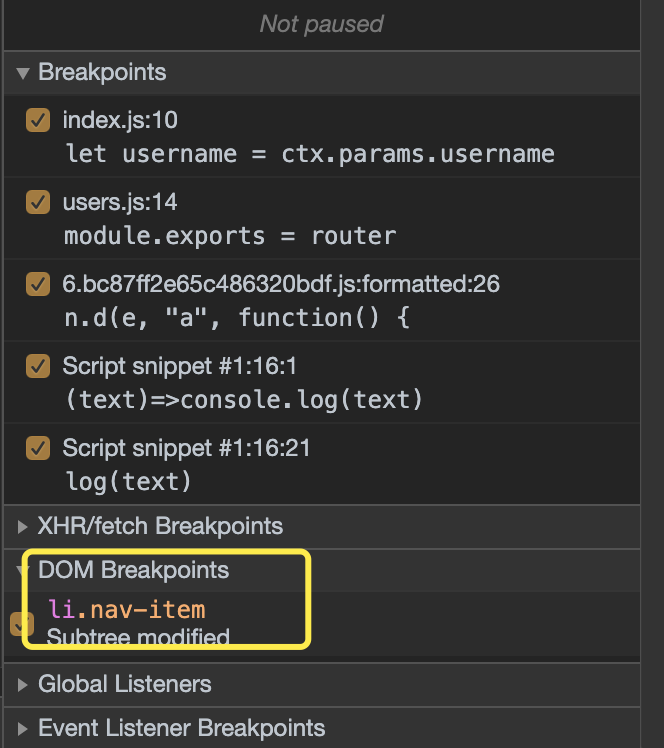 Not paused
Breakpoints
index.js:10
let username = ctx.params.username
users.js:14
module.exports = router
6.bc87ff2e65c486320bdf.js:formatted:26
n.d(e, "a", function() {
Script snippet #1:16:1
(text)=>console.log(text)
Script snippet #1:16:21
log(text)
XHR/fetch Breakpoints
DOM Breakpoints
li.nav-item
Subtree modified
Global Listeners
Event Listener Breakpoints